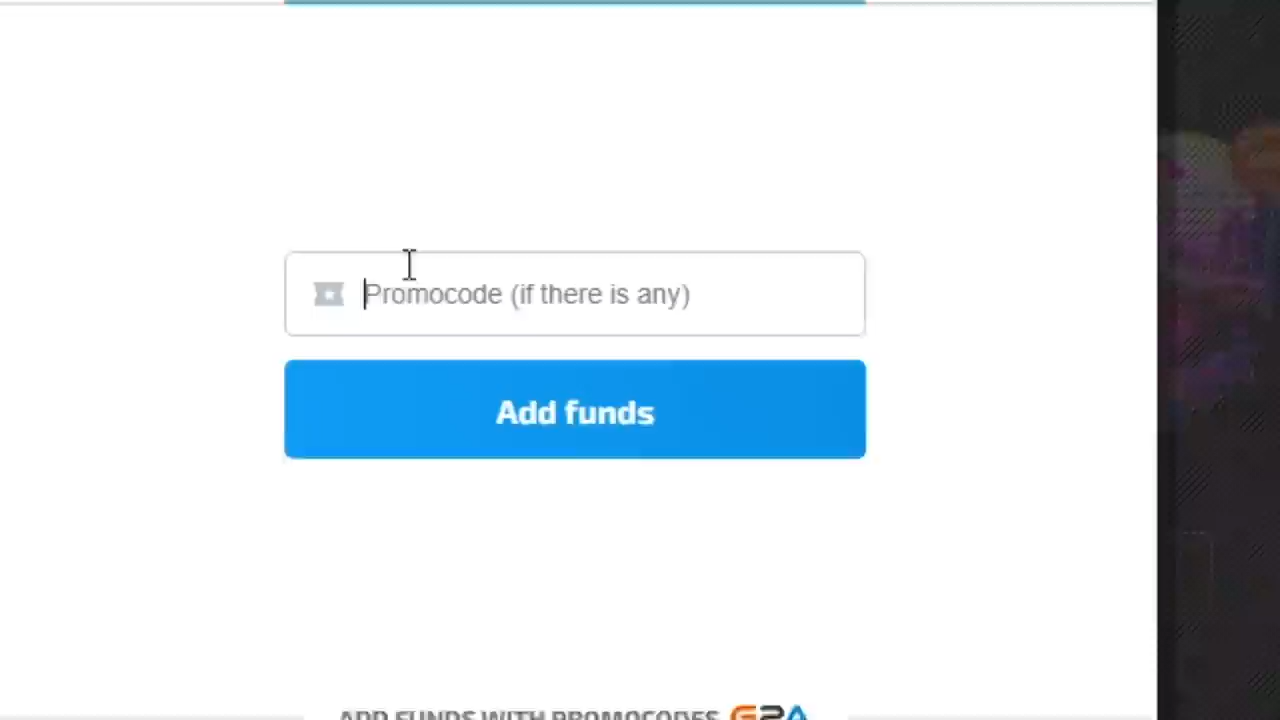 Promocode (if there is any)
Add funds
ADD FUNDS WITH PROMOCODES G2A